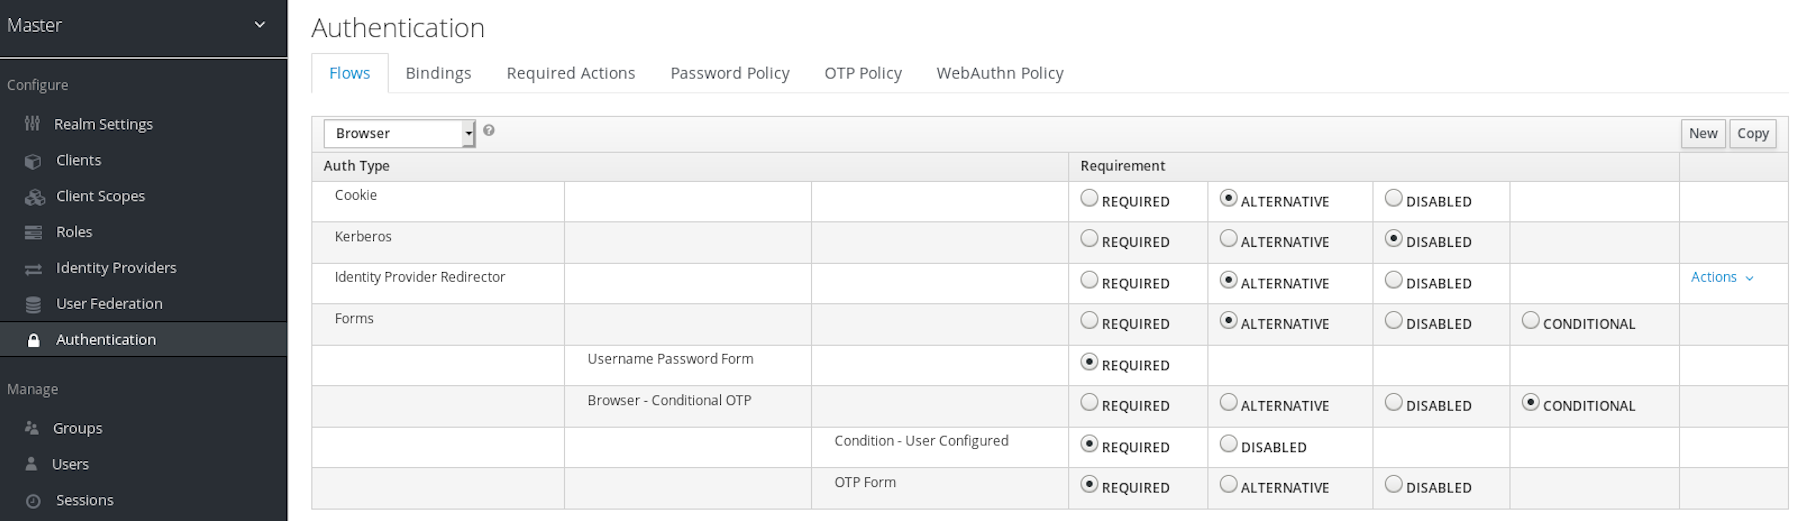 Master
Configure
Realm Settings
Clients
Client Scopes
Roles
Identity Providers
User Federation
Authentication
Manage
Groups
Users
Sessions
Authentication
Flows Bindings Required Actions Password Policy OTP Policy WebAuthn Policy
Browser ? New Copy
Auth Type Requirement
Cookie REQUIRED ALTERNATIVE DISABLED
Kerberos REQUIRED ALTERNATIVE DISABLED
Identity Provider Redirector REQUIRED ALTERNATIVE DISABLED Actions
Forms REQUIRED ALTERNATIVE DISABLED CONDITIONAL
Username Password Form REQUIRED
Browser - Conditional OTP REQUIRED ALTERNATIVE DISABLED CONDITIONAL
Condition - User Configured REQUIRED DISABLED
OTP Form REQUIRED ALTERNATIVE DISABLED